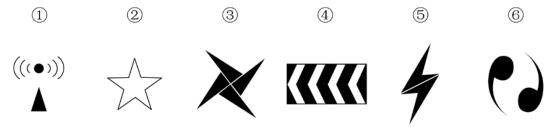 ① ② ③ ④ ⑤ ⑥